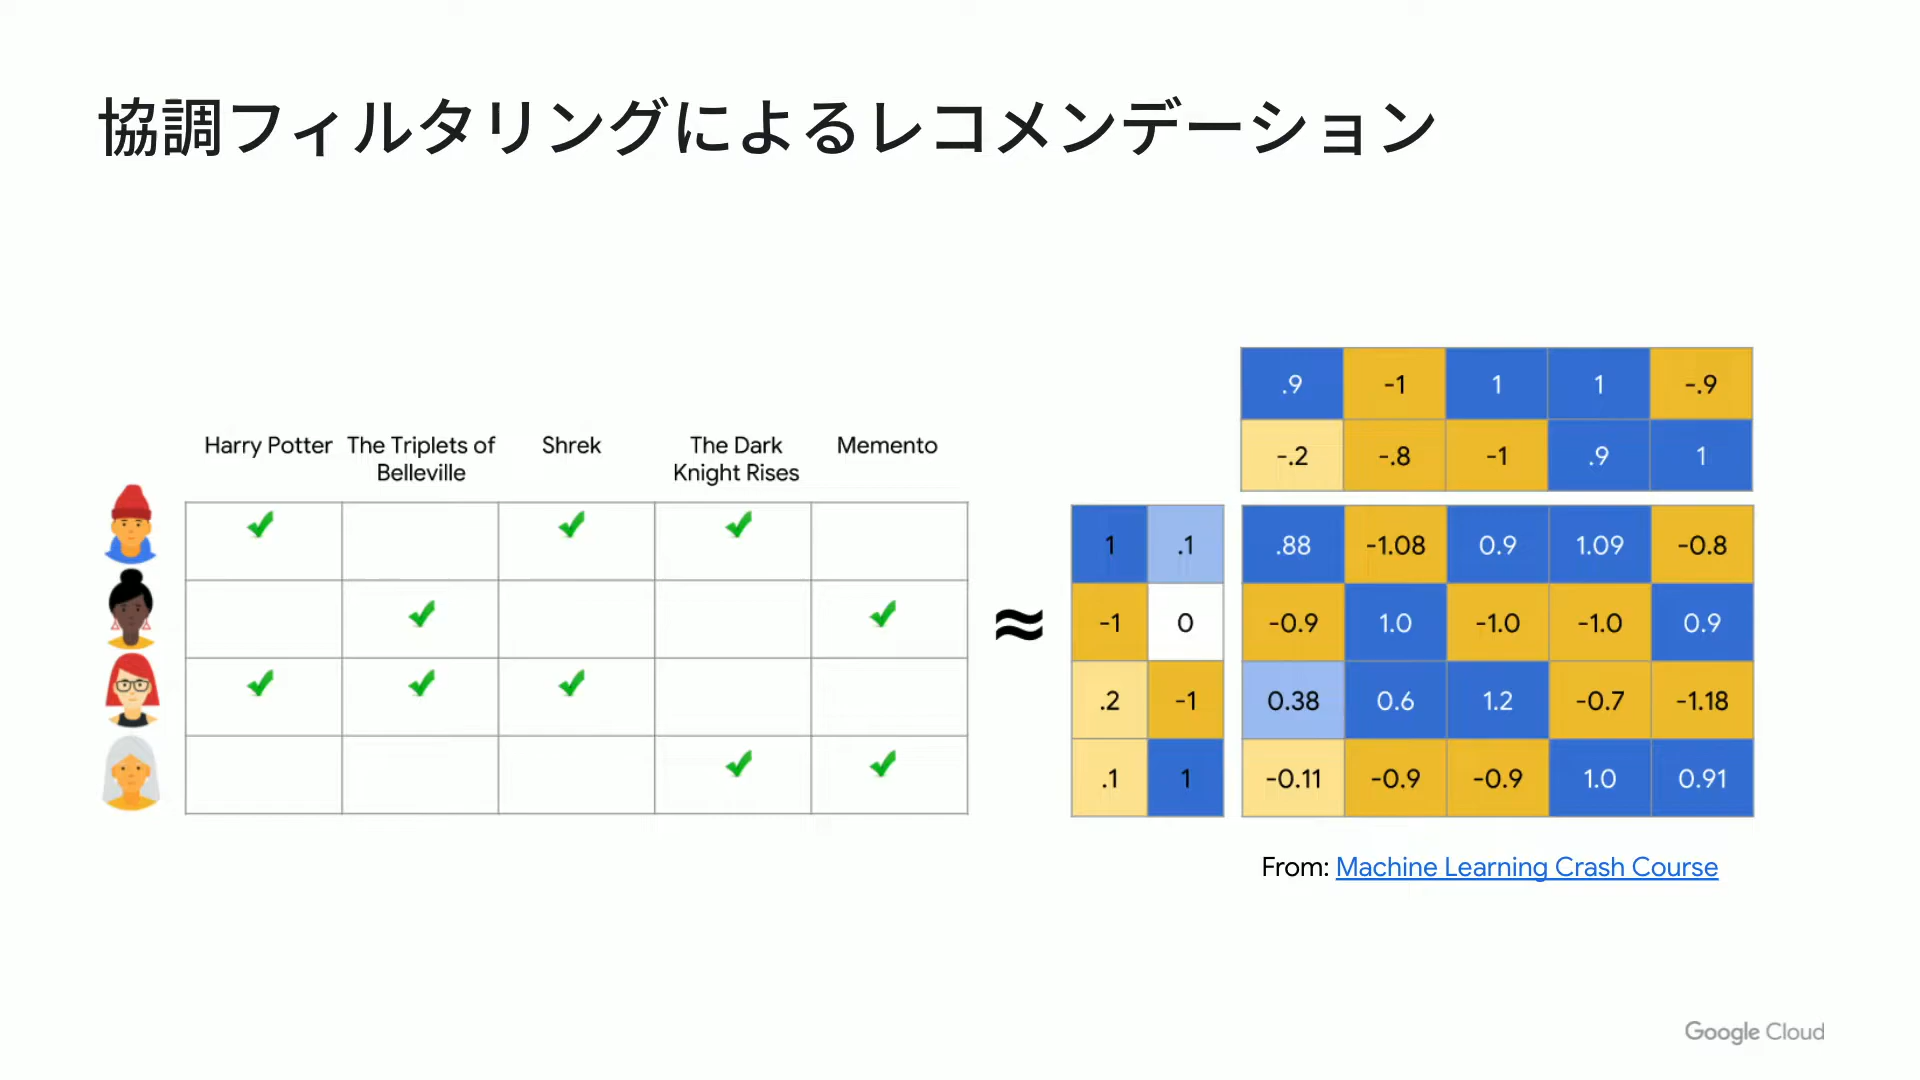 協調フィルタリングによるレコメンデーション
Harry Potter
The Triplets of
Belleville
Shrek
The Dark
Knight Rises
Memento
≈
.9 -1 1 1 -.9
-.2 -.8 -1 .9 1
1 .1
-1 0
.2 -1
.1 1
.88 -1.08 0.9 1.09 -0.8
-0.9 1.0 -1.0 -1.0 0.9
0.38 0.6 1.2 -0.7 -1.18
-0.11 -0.9 -0.9 1.0 0.91
From: Machine Learning Crash Course
Google Cloud